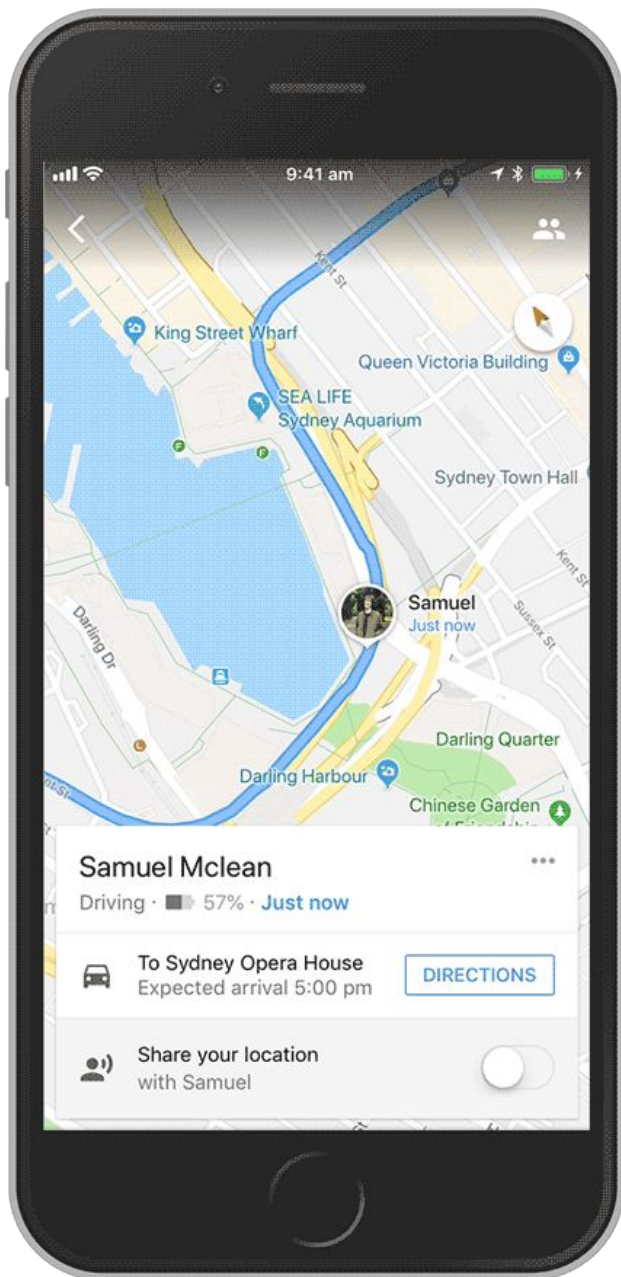 9:41 am
Kent St
King Street Wharf
Queen Victoria Building
SEA LIFE
Sydney Aquarium
F
F
Sydney Town Hall
Kent St
Samuel
Just now
Sussex St
Darling Dr
Darling Quarter
Darling Harbour
Chinese Garden
Samuel Mclean
Driving · 57% · Just now
To Sydney Opera House
Expected arrival 5:00 pm
DIRECTIONS
Share your location
with Samuel